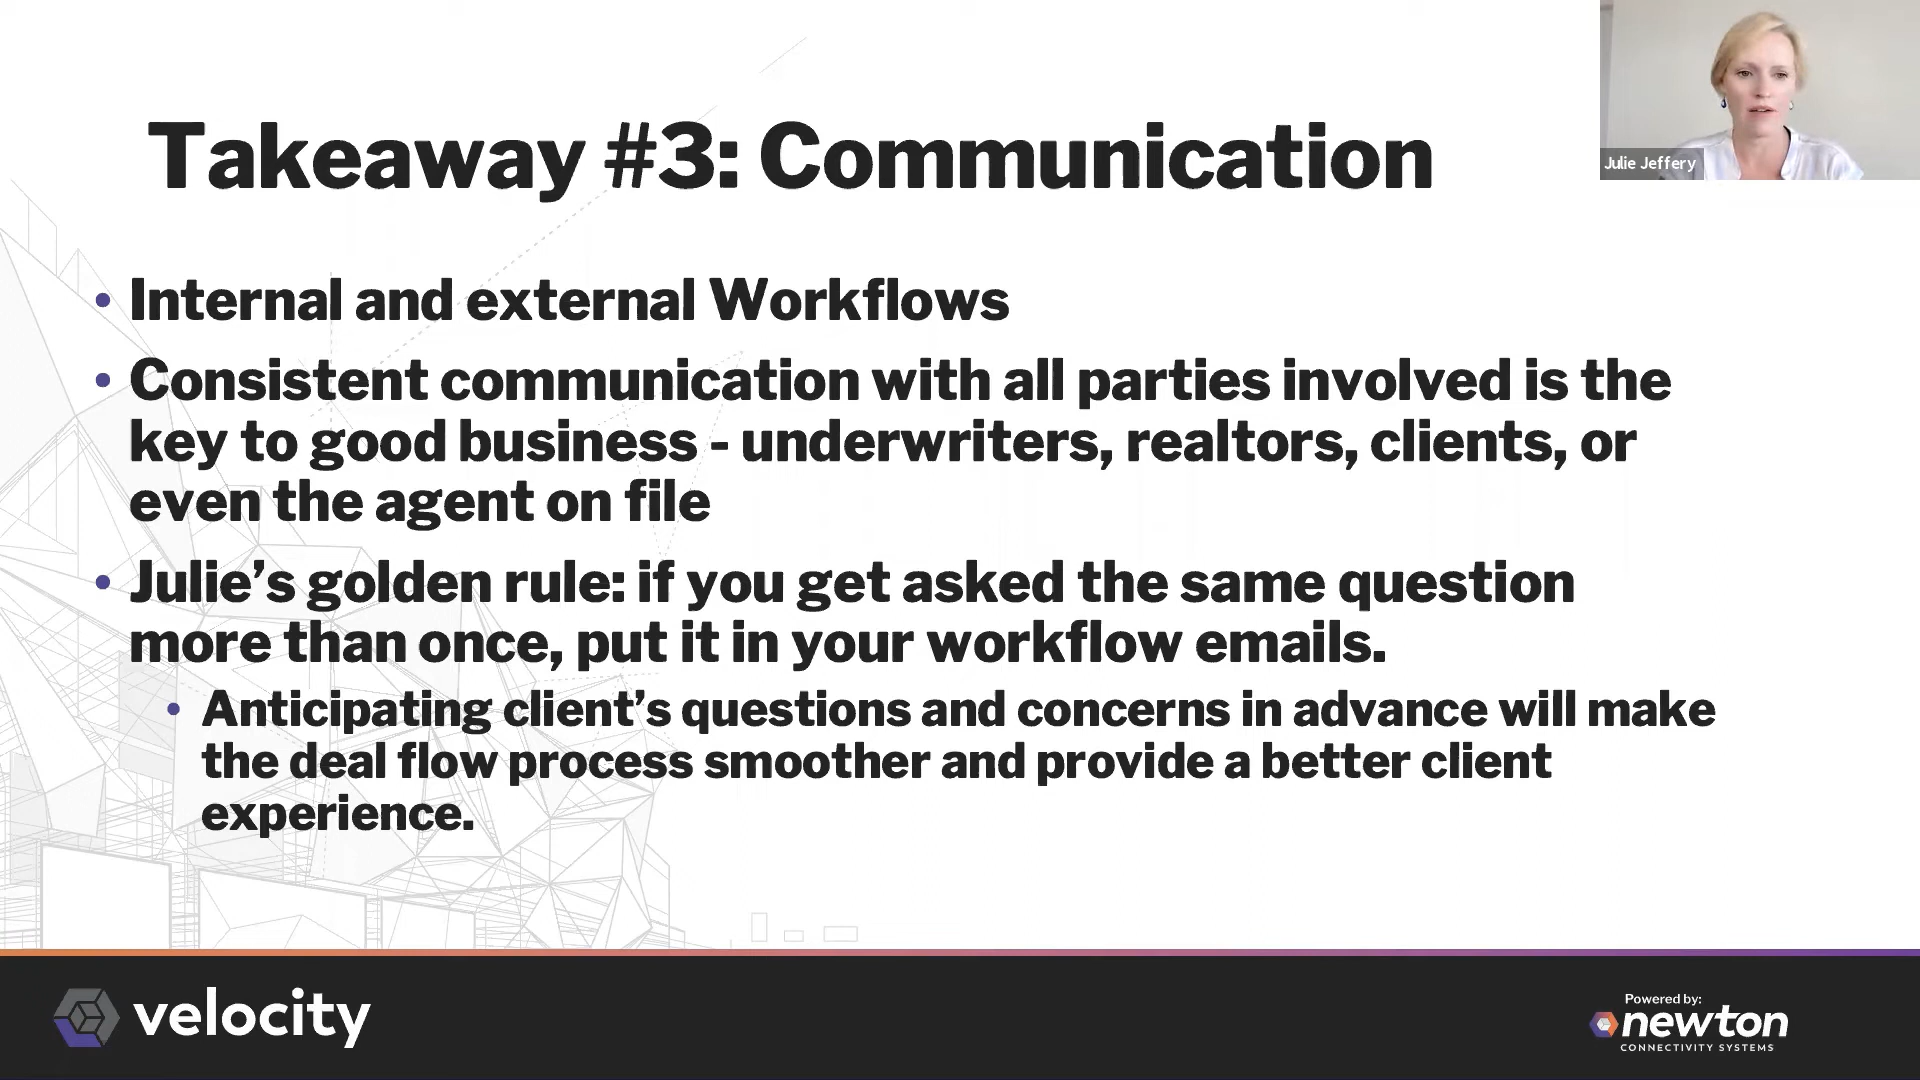 Takeaway #3: Communication
Julie Jeffery
• Internal and external Workflows
• Consistent communication with all parties involved is the
key to good business - underwriters, realtors, clients, or
even the agent on file
• Julie’s golden rule: if you get asked the same question
more than once, put it in your workflow emails.
• Anticipating client’s questions and concerns in advance will make
the deal flow process smoother and provide a better client
experience.
velocity
Powered by:
newton
CONNECTIVITY SYSTEMS